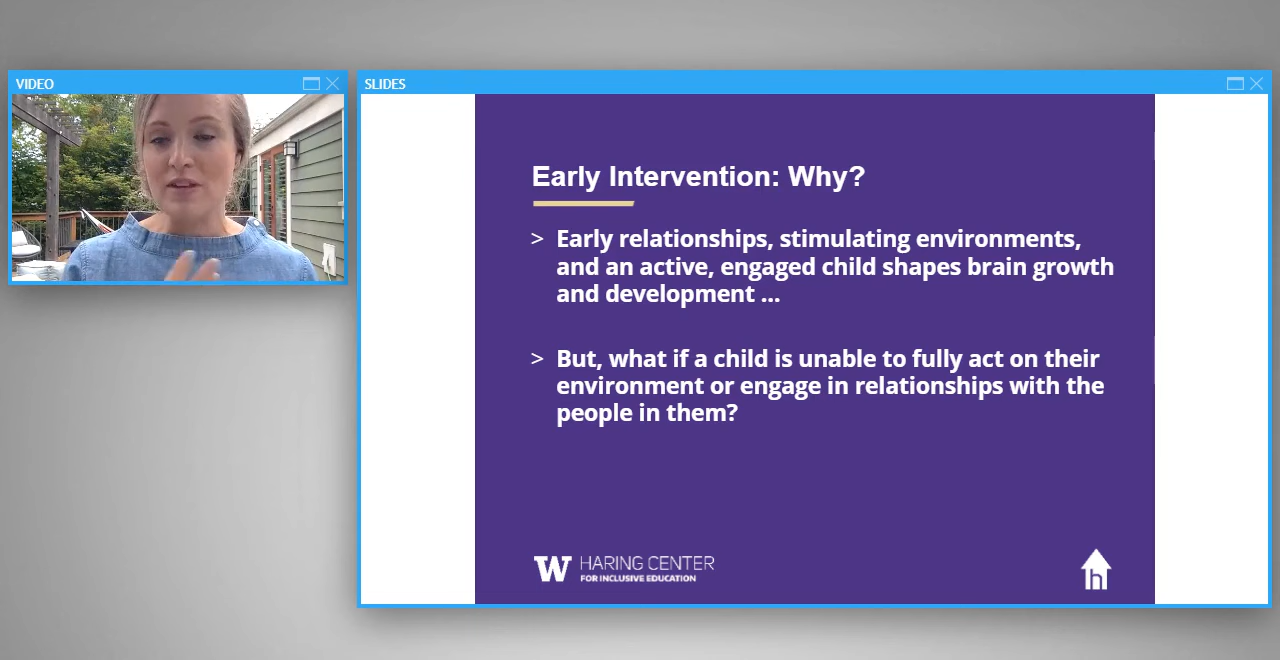 VIDEO
SLIDES
Early Intervention: Why?
> Early relationships, stimulating environments,
and an active, engaged child shapes brain growth
and development ...
> But, what if a child is unable to fully act on their
environment or engage in relationships with the
people in them?
W HARING CENTER
FOR INCLUSIVE EDUCATION
h